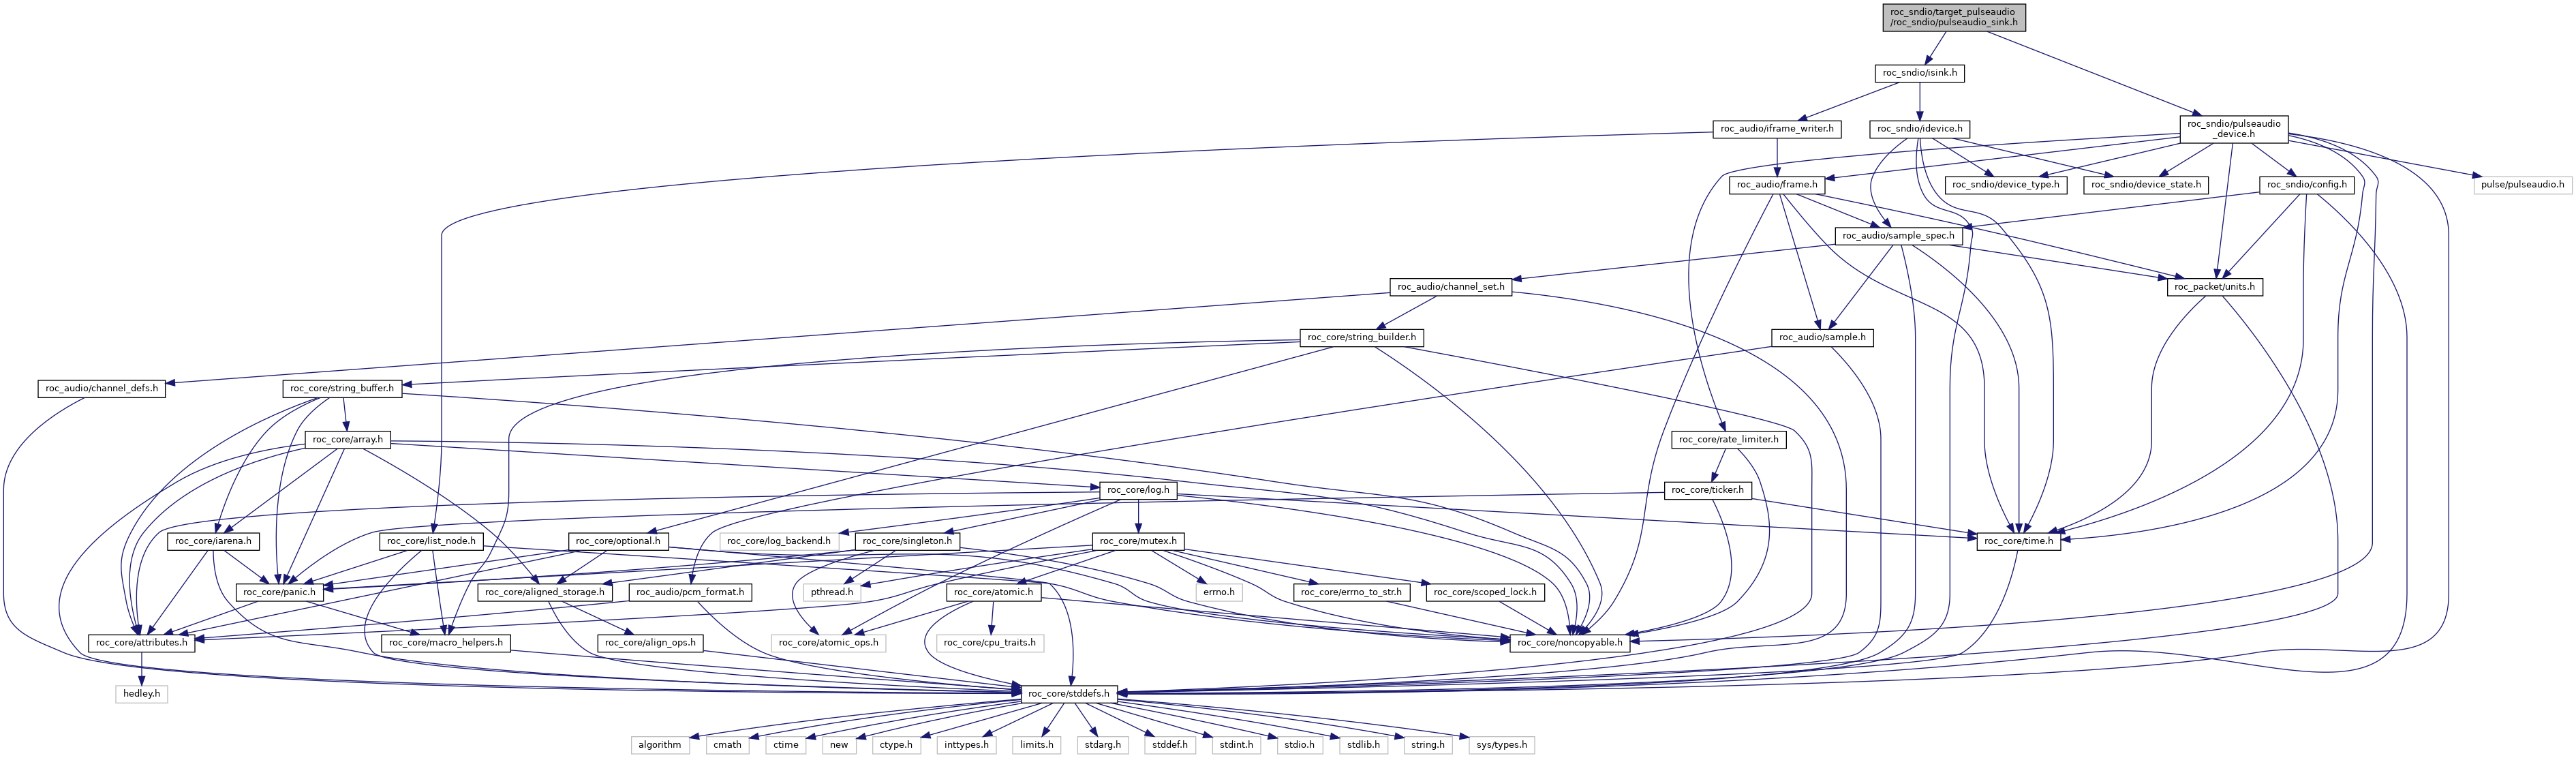 roc_sndio/target_pulseaudio
/roc_sndio/pulseaudio_sink.h
roc_sndio/isink.h
roc_audio/iframe_writer.h
roc_sndio/idevice.h
roc_sndio/pulseaudio
_device.h
roc_audio/frame.h
roc_sndio/device_type.h
roc_sndio/device_state.h
roc_sndio/config.h
pulse/pulseaudio.h
roc_audio/sample_spec.h
roc_audio/channel_set.h
roc_packet/units.h
roc_core/string_builder.h
roc_audio/sample.h
roc_audio/channel_defs.h
roc_core/string_buffer.h
roc_core/array.h
roc_core/rate_limiter.h
roc_core/log.h
roc_core/ticker.h
roc_core/iarena.h
roc_core/list_node.h
roc_core/optional.h
roc_core/log_backend.h
roc_core/singleton.h
roc_core/mutex.h
roc_core/time.h
roc_core/panic.h
roc_core/aligned_storage.h
roc_audio/pcm_format.h
pthread.h
roc_core/atomic.h
errno.h
roc_core/errno_to_str.h
roc_core/scoped_lock.h
roc_core/attributes.h
roc_core/macro_helpers.h
roc_core/align_ops.h
roc_core/atomic_ops.h
roc_core/cpu_traits.h
roc_core/noncopyable.h
hedley.h
roc_core/stddefs.h
algorithm
cmath
ctime
new
ctype.h
inttypes.h
limits.h
stdarg.h
stddef.h
stdint.h
stdio.h
stdlib.h
string.h
sys/types.h